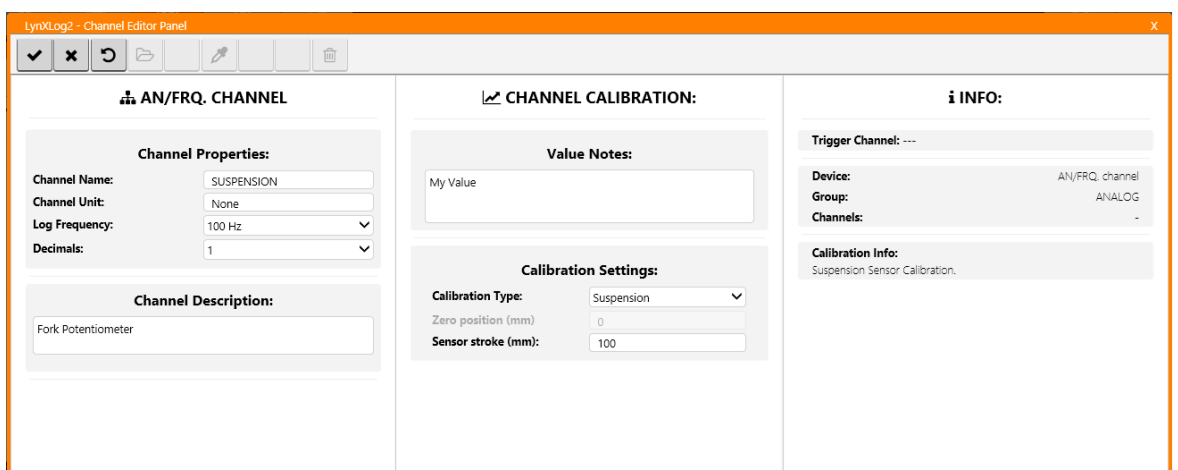 LynXLog2 - Channel Editor Panel
X
AN/FRQ. CHANNEL
Channel Properties:
Channel Name: SUSPENSION
Channel Unit: None
Log Frequency: 100 Hz
Decimals: 1
Channel Description:
Fork Potentiometer
CHANNEL CALIBRATION:
Value Notes:
My Value
Calibration Settings:
Calibration Type: Suspension
Zero position (mm) 0
Sensor stroke (mm): 100
INFO:
Trigger Channel: ---
Device: AN/FRQ. channel
Group: ANALOG
Channels: -
Calibration Info:
Suspension Sensor Calibration.